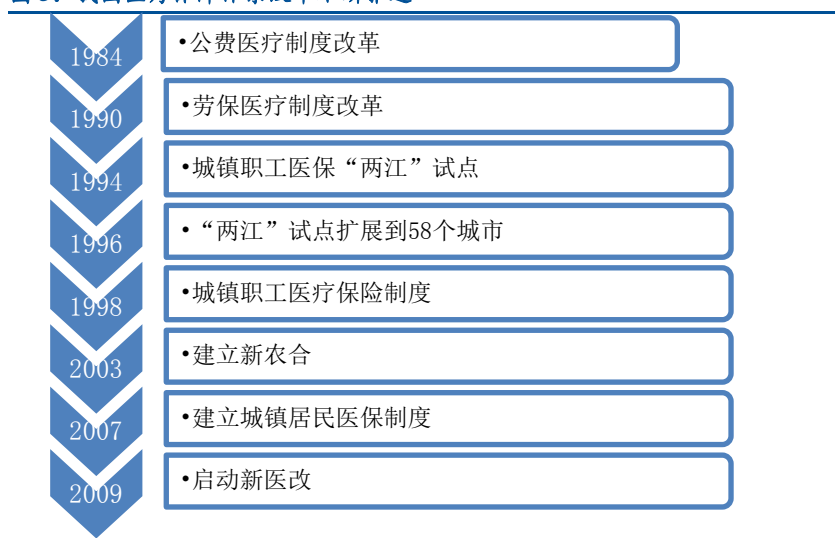 1984
•公费医疗制度改革
1990
•劳保医疗制度改革
1994
•城镇职工医保“两江”试点
1996
•“两江”试点扩展到58个城市
1998
•城镇职工医疗保险制度
2003
•建立新农合
2007
•建立城镇居民医保制度
2009
•启动新医改